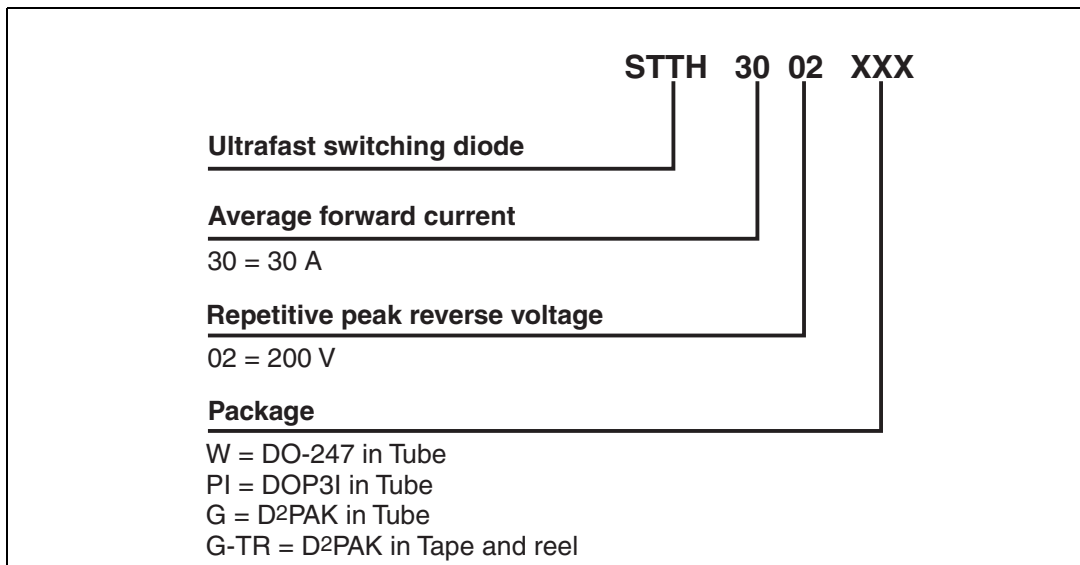 STTH 30 02 XXX
Ultrafast switching diode
Average forward current
30 = 30 A
Repetitive peak reverse voltage
02 = 200 V
Package
W = DO-247 in Tube
PI = DOP3I in Tube
G = D2PAK in Tube
G-TR = D2PAK in Tape and reel